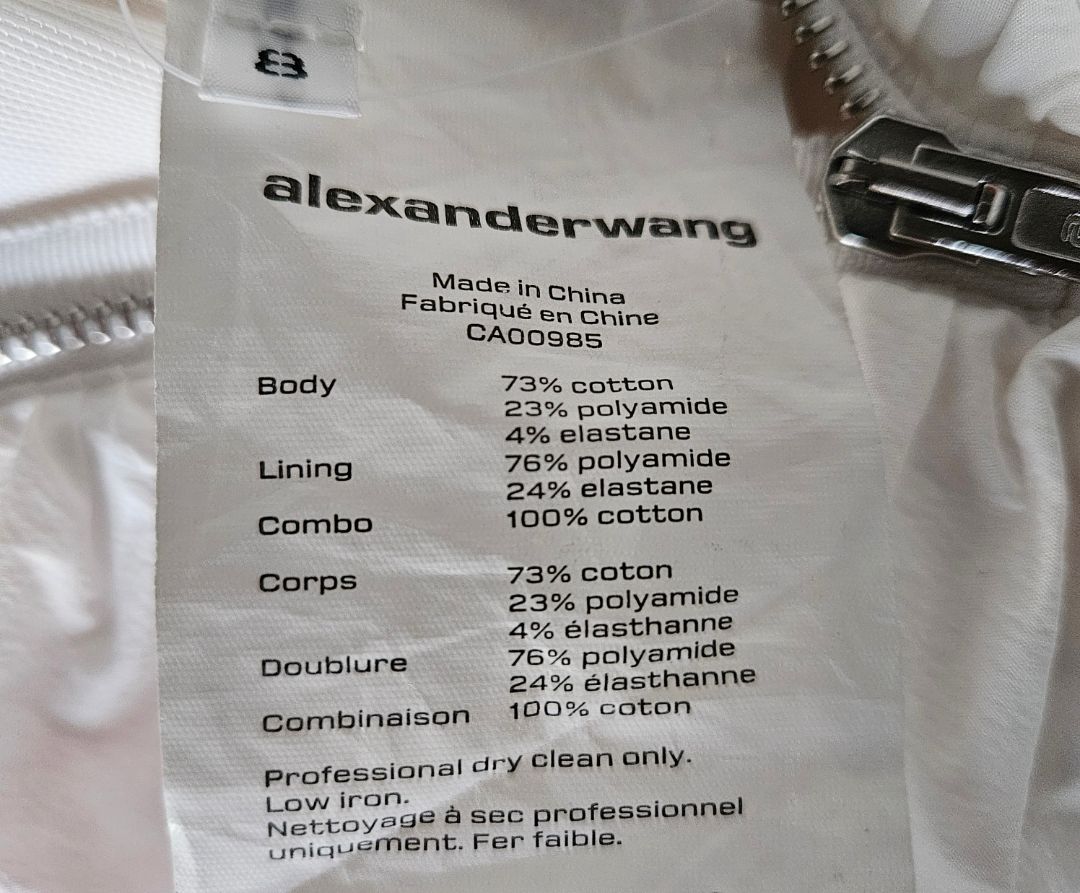 8
alexanderwang
Made in China
Fabriqué en Chine
CA00985
Body 73% cotton
23% polyamide
4% elastane
Lining 76% polyamide
24% elastane
Combo 100% cotton
Corps 73% coton
23% polyamide
4% élasthanne
Doublure 76% polyamide
24% élasthanne
Combinaison 100% coton
Professional dry clean only.
Low iron.
Nettoyage à sec professionnel
uniquement. Fer faible.